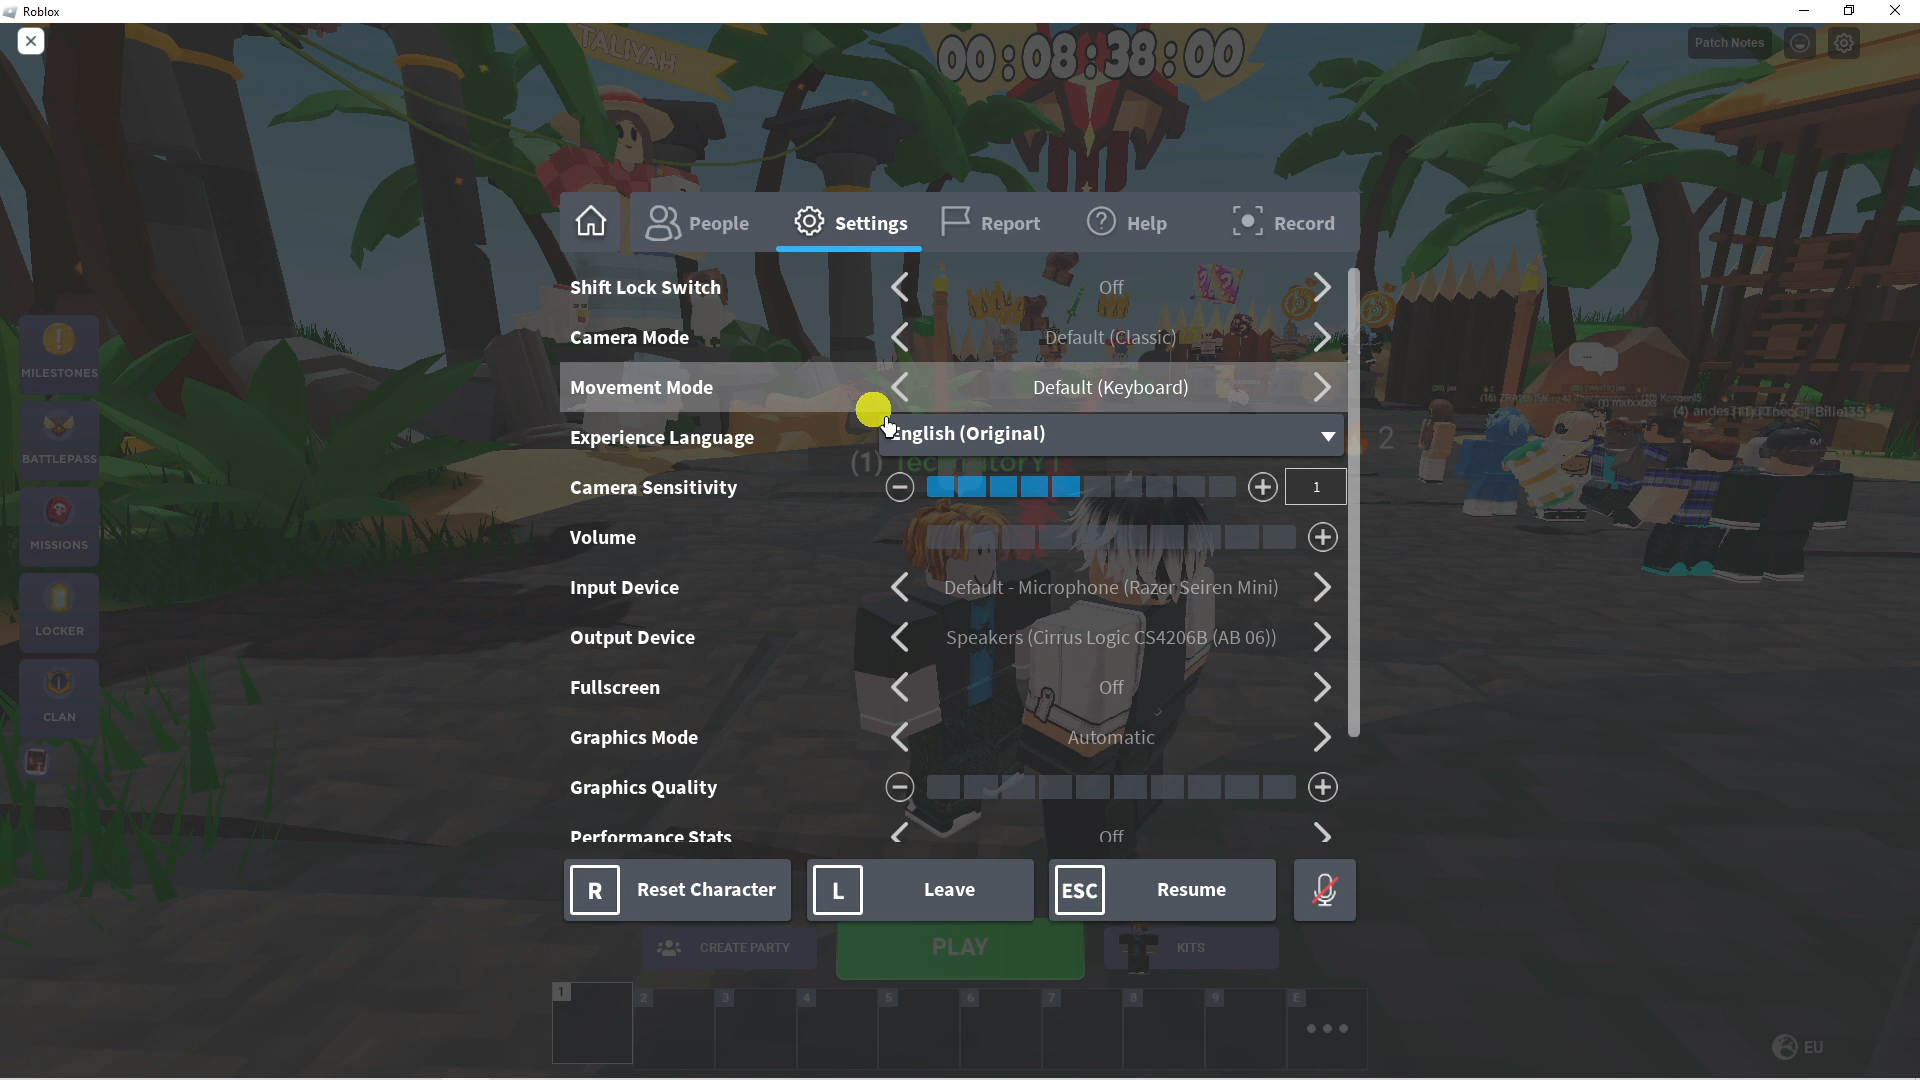 Roblox
TALIYAH
00:08:38:00
Patch Notes
People
Settings
Report
Help
Record
Shift Lock Switch
Off
Camera Mode
Default (Classic)
Movement Mode
Default (Keyboard)
Experience Language
English (Original)
2
(1)
Camera Sensitivity
1
Volume
Input Device
Default - Microphone (Razer Seiren Mini)
Output Device
Speakers (Cirrus Logic CS4206B (AB 06))
Fullscreen
Off
Graphics Mode
Automatic
Graphics Quality
Performance Stats
Off
R
Reset Character
L
Leave
ESC
Resume
MILESTONES
BATTLEPASS
MISSIONS
LOCKER
CLAN
CREATE PARTY
PLAY
KITS
1
2
3
4
5
6
7
8
9
E
EU